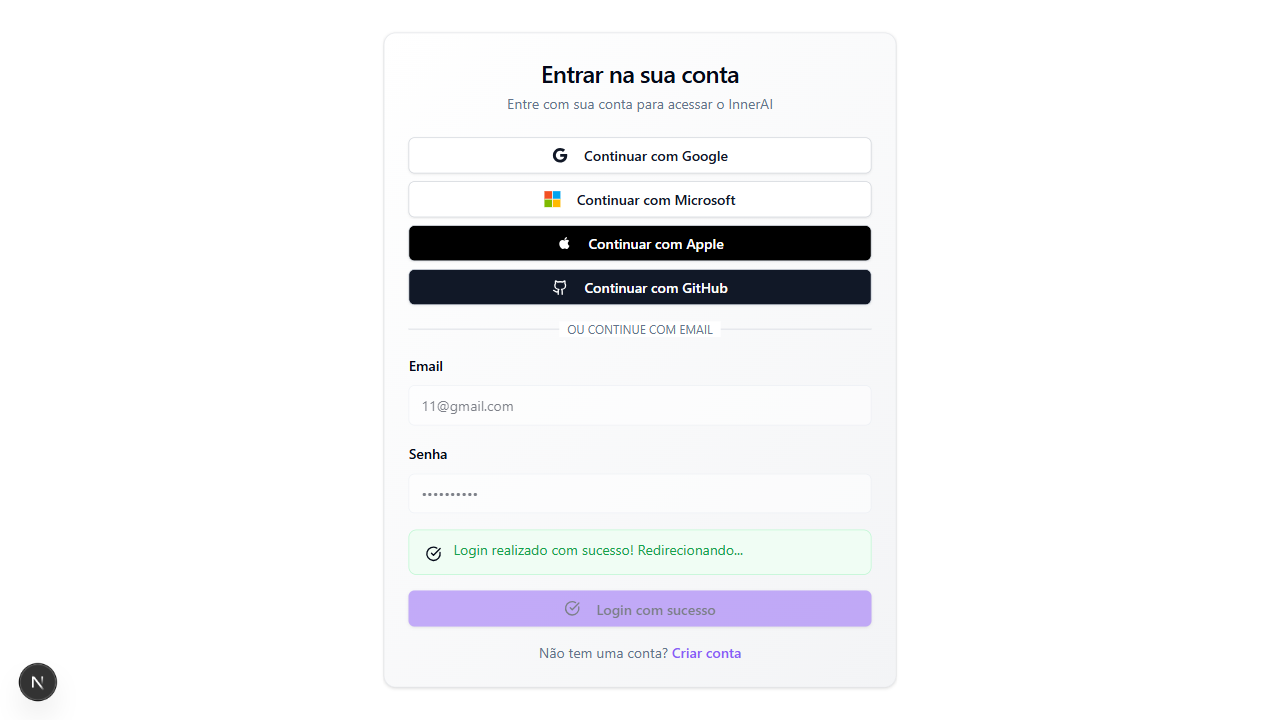 Entrar na sua conta
Entre com sua conta para acessar o InnerAI
Continuar com Google
Continuar com Microsoft
Continuar com Apple
Continuar com GitHub
OU CONTINUE COM EMAIL
Email
11@gmail.com
Senha
••••••••••
Login realizado com sucesso! Redirecionando...
Login com sucesso
Não tem uma conta? Criar conta
N